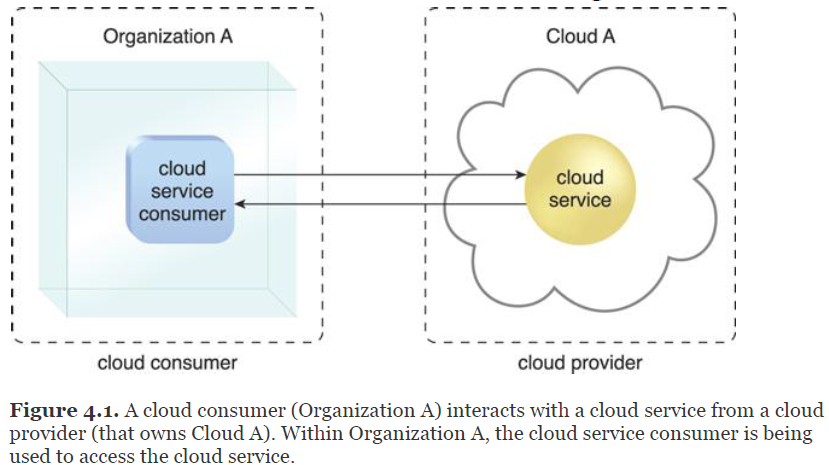 Organization A
Cloud A
cloud
service
consumer
cloud
service
cloud consumer
cloud provider
Figure 4.1. A cloud consumer (Organization A) interacts with a cloud service from a cloud
provider (that owns Cloud A). Within Organization A, the cloud service consumer is being
used to access the cloud service.